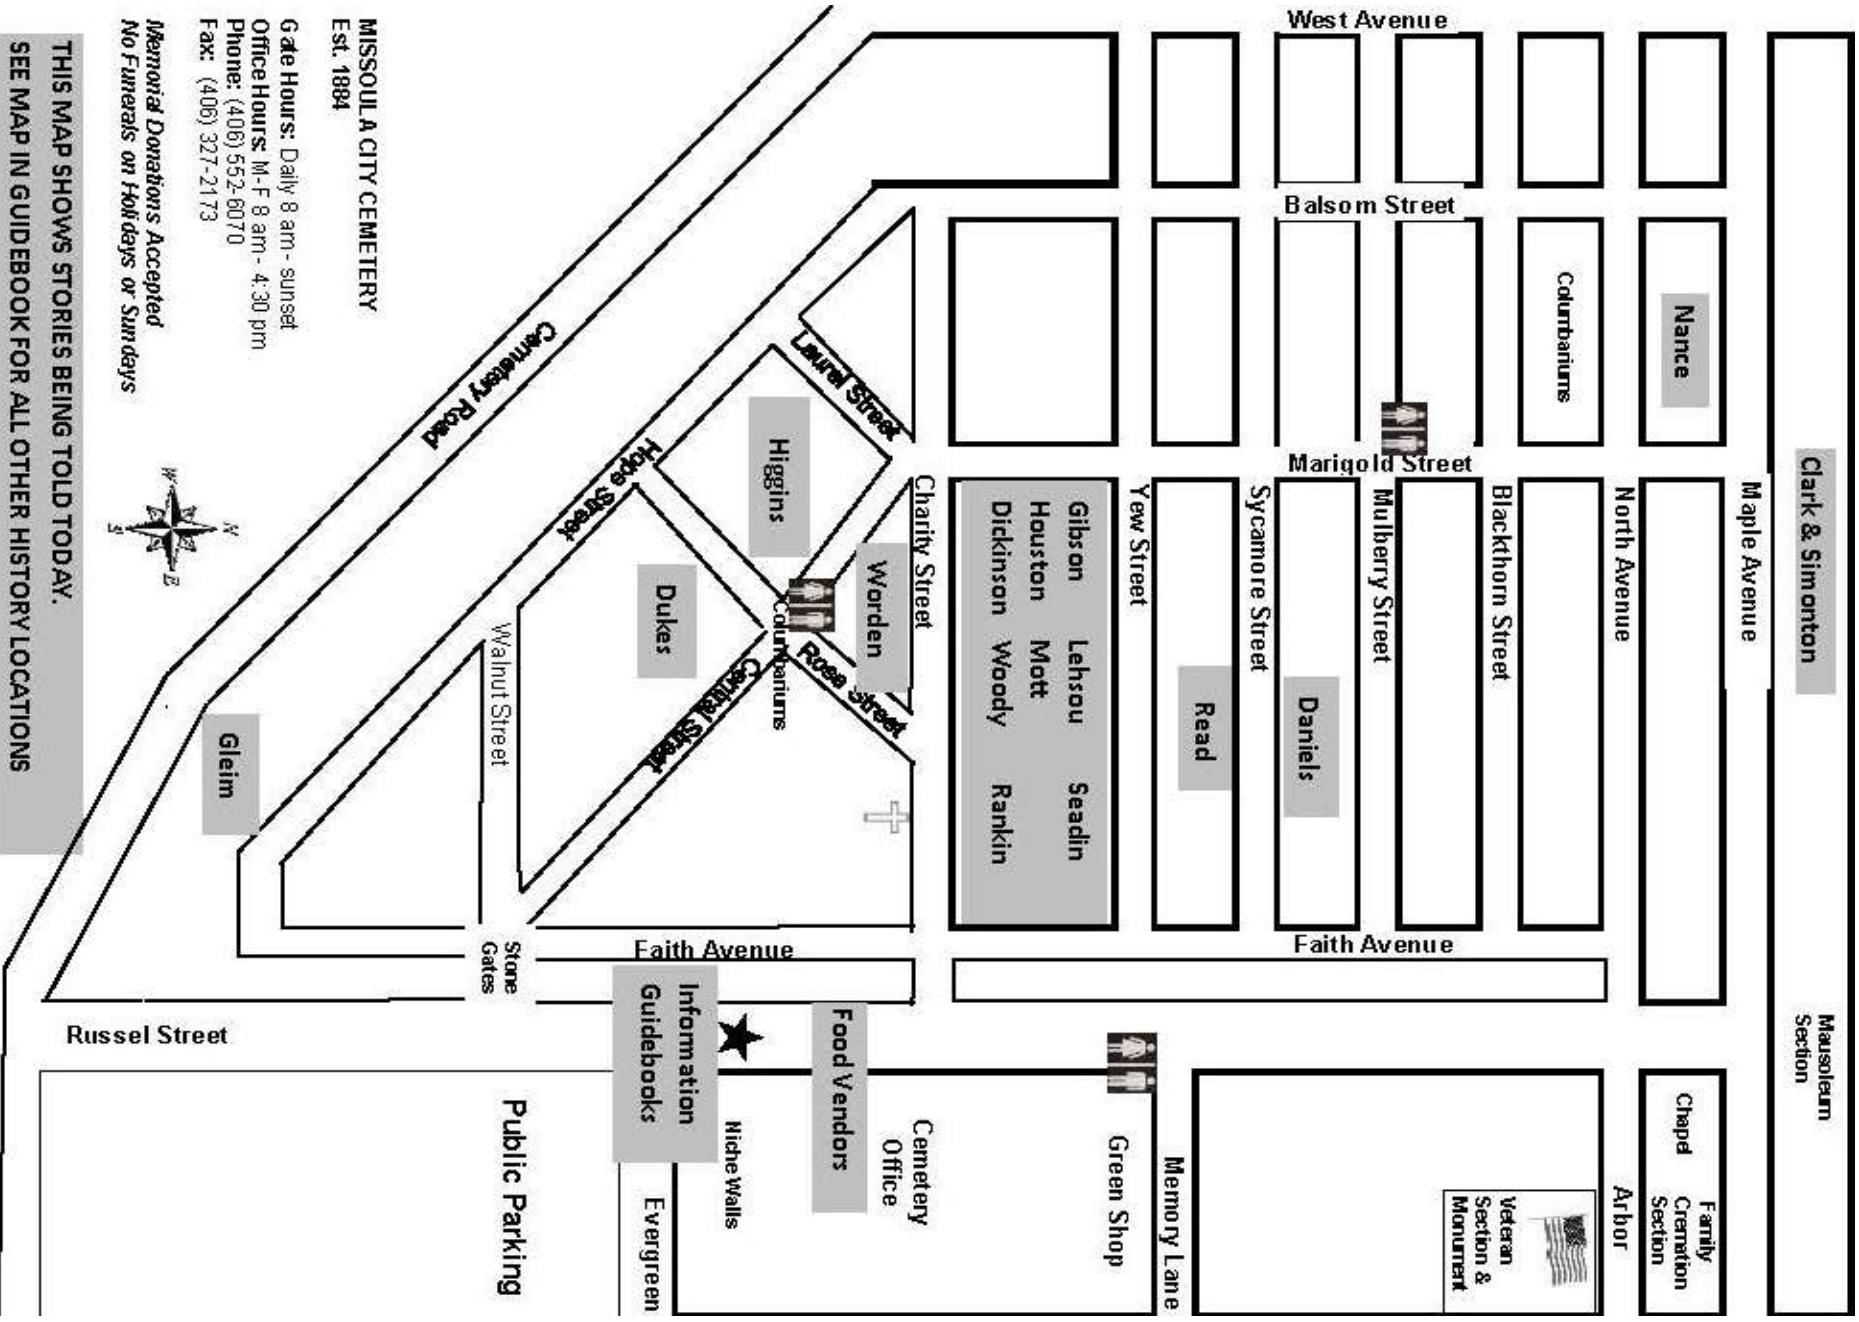 MISSOULA CITY CEMETERY
Est. 1884
Gate Hours: Daily 8 am - sunset
Office Hours: M-F 8 am - 4:30 pm
Phone: (406) 552-6070
Fax: (406) 327-2173
Memorial Donations Accepted
No Funerals on Holidays or Sundays
THIS MAP SHOWS STORIES BEING TOLD TODAY.
SEE MAP IN GUIDEBOOK FOR ALL OTHER HISTORY LOCATIONS
N
W
E
S
West Avenue
Balsom Street
Marigold Street
Faith Avenue
Faith Avenue
Russel Street
Clark & Simonton
Mausoleum
Section
Maple Avenue
Nance
Chapel
Family
Cremation
Section
North Avenue
Arbor
Columbariums
Blackthorn Street
Veteran
Section &
Monument
Mulberry Street
Daniels
Sycamore Street
Read
Yew Street
Memory Lane
Green Shop
Gibson Lehsou Seadin
Houston Mott
Dickinson Woody Rankin
Charity Street
Cemetery
Office
Food Vendors
Worden
Laurel Street
Rose Street
Higgins
Columbariums
Central Street
Niche Walls
Dukes
Information
Guidebooks
Hope Street
Evergreen
Walnut Street
Stone
Gates
Public Parking
Cemetery Road
Gleim